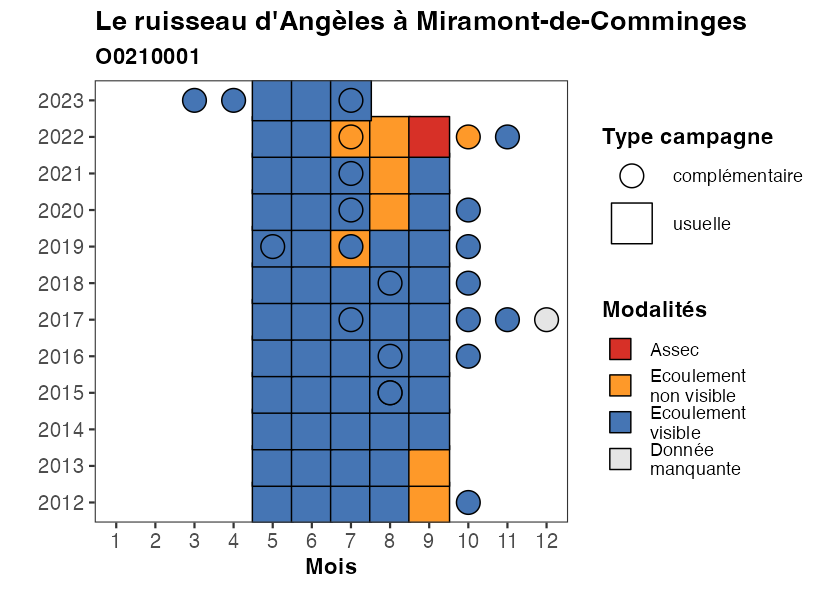 Le ruisseau d'Angèles à Miramont-de-Comminges
O0210001
2023
2022
2021
2020
2019
2018
2017
2016
2015
2014
2013
2012
1 2 3 4 5 6 7 8 9 10 11 12
Mois
Type campagne
complémentaire
usuelle
Modalités
Assec
Ecoulement
non visible
Ecoulement
visible
Donnée
manquante